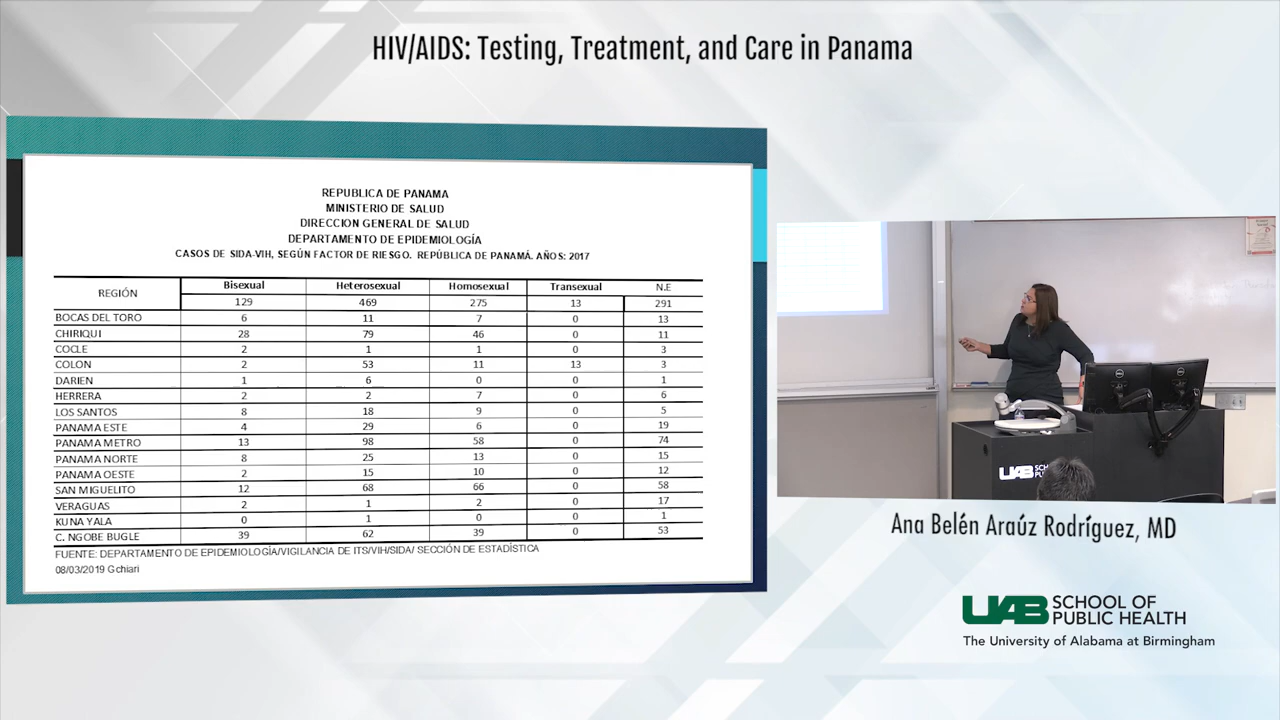 HIV/AIDS: Testing, Treatment, and Care in Panama
REPUBLICA DE PANAMA
MINISTERIO DE SALUD
DIRECCION GENERAL DE SALUD
DEPARTAMENTO DE EPIDEMIOLOGÍA
CASOS DE SIDA-VIH, SEGÚN FACTOR DE RIESGO. REPÚBLICA DE PANAMÁ. AÑOS: 2017
REGIÓN Bisexual Heterosexual Homosexual Transexual N.E
129 469 275 13 291
BOCAS DEL TORO 6 11 7 0 13
CHIRIQUI 28 79 46 0 11
COCLE 2 1 1 0 3
COLON 2 53 11 13 3
DARIEN 1 6 0 0 1
HERRERA 2 2 7 0 6
LOS SANTOS 8 18 9 0 5
PANAMA ESTE 4 29 6 0 19
PANAMA METRO 13 98 58 0 74
PANAMA NORTE 8 25 13 0 15
PANAMA OESTE 2 15 10 0 12
SAN MIGUELITO 12 68 66 0 58
VERAGUAS 2 1 2 0 17
KUNA YALA 0 1 0 0 1
C. NGOBE BUGLE 39 62 39 0 53
FUENTE: DEPARTAMENTO DE EPIDEMIOLOGÍA/VIGILANCIA DE ITS/VIH/SIDA/ SECCIÓN DE ESTADÍSTICA
08/03/2019 Gchiari
DELL
DELL
UAB SCHOOL OF
Ana Belén Araúz Rodríguez, MD
UAB SCHOOL OF
PUBLIC HEALTH
The University of Alabama at Birmingham